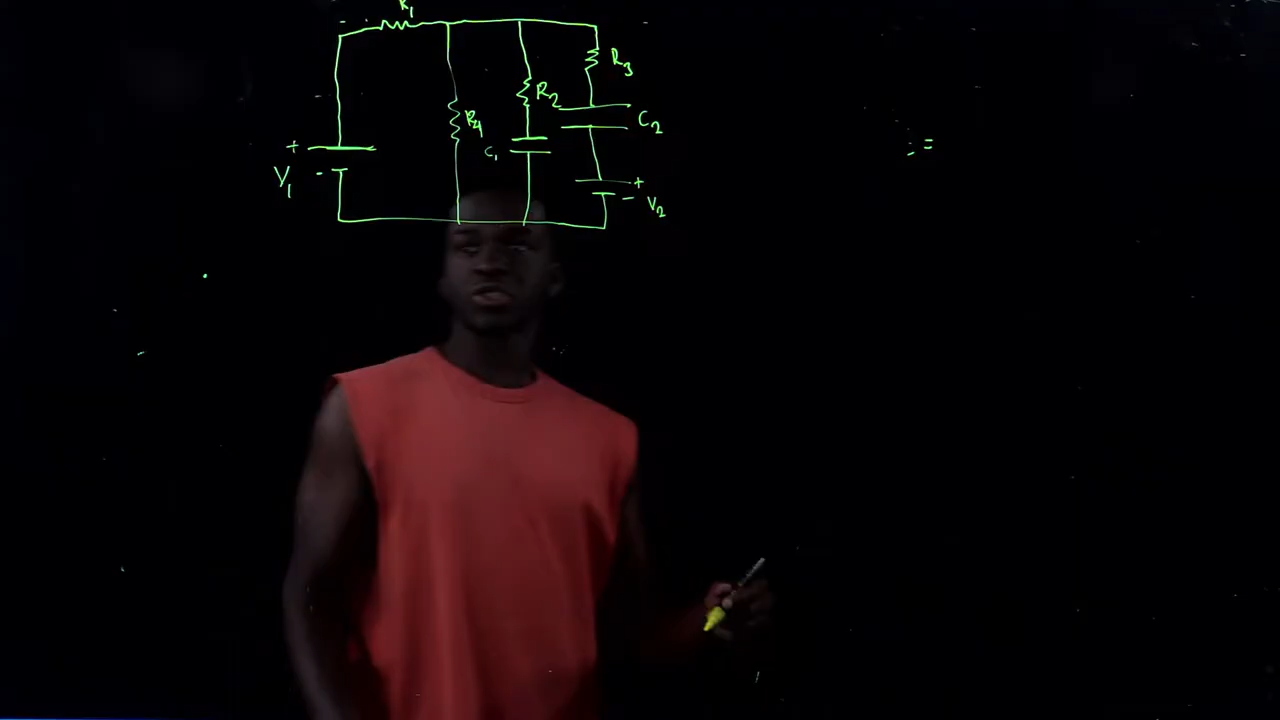 R1
R3
R2
R4
C2
C1
+
V1
-
+
- V2
=